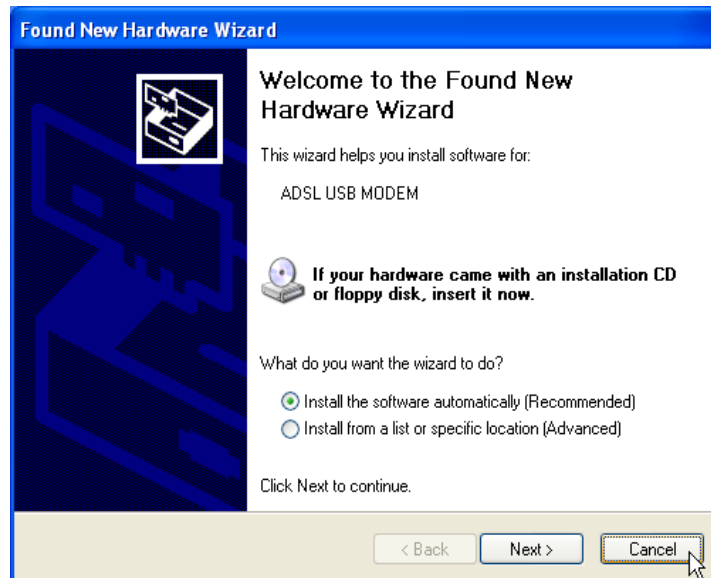 Found New Hardware Wizard
Welcome to the Found New
Hardware Wizard
This wizard helps you install software for:
ADSL USB MODEM
If your hardware came with an installation CD
or floppy disk, insert it now.
What do you want the wizard to do?
Install the software automatically (Recommended)
Install from a list or specific location (Advanced)
Click Next to continue.
< Back Next > Cancel